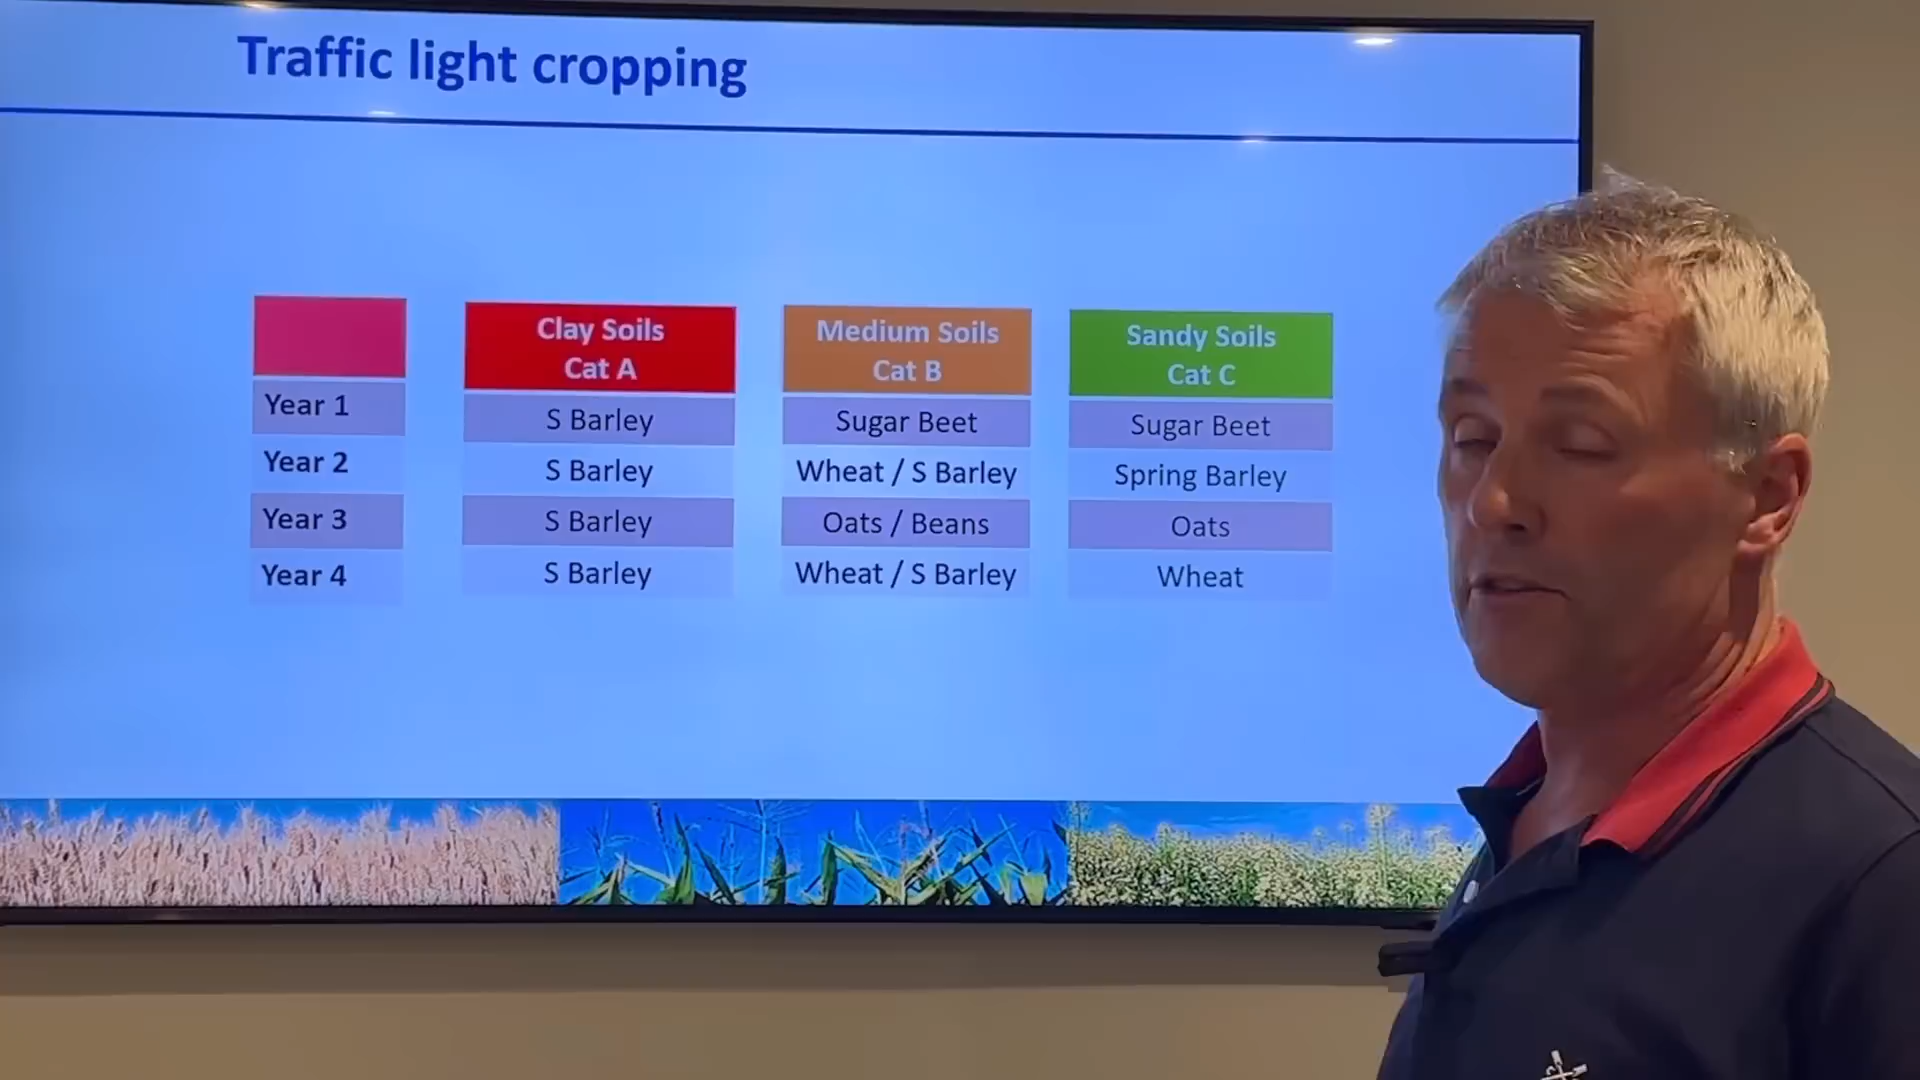 Traffic light cropping
Clay Soils
Cat A
Medium Soils
Cat B
Sandy Soils
Cat C
Year 1
S Barley
Sugar Beet
Sugar Beet
Year 2
S Barley
Wheat / S Barley
Spring Barley
Year 3
S Barley
Oats / Beans
Oats
Year 4
S Barley
Wheat / S Barley
Wheat